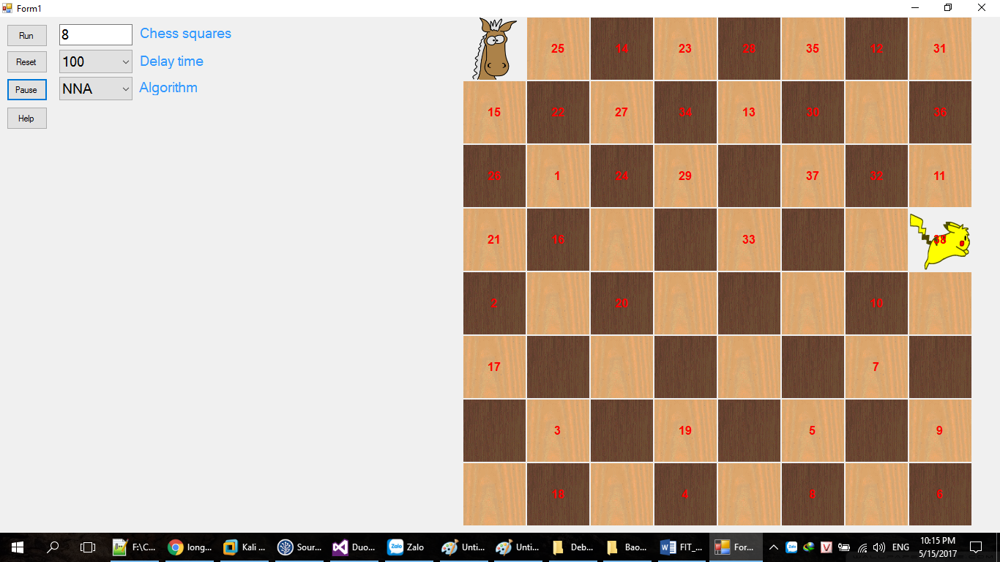 Form1
Run 8 Chess squares
Reset 100 Delay time
Pause NNA Algorithm
Help
25 14 23 28 35 12 31
15 22 27 34 13 30 36
26 1 24 29 37 32 11
21 16 33 38
2 20 10
17 7
3 19 5 9
18 4 8 6
F:\C... long... Kali ... Sour... Duo... Zalo Zalo Unti... Unti... Deb... Bao... W FIT_... For... Zalo V ENG 10:15 PM
5/15/2017